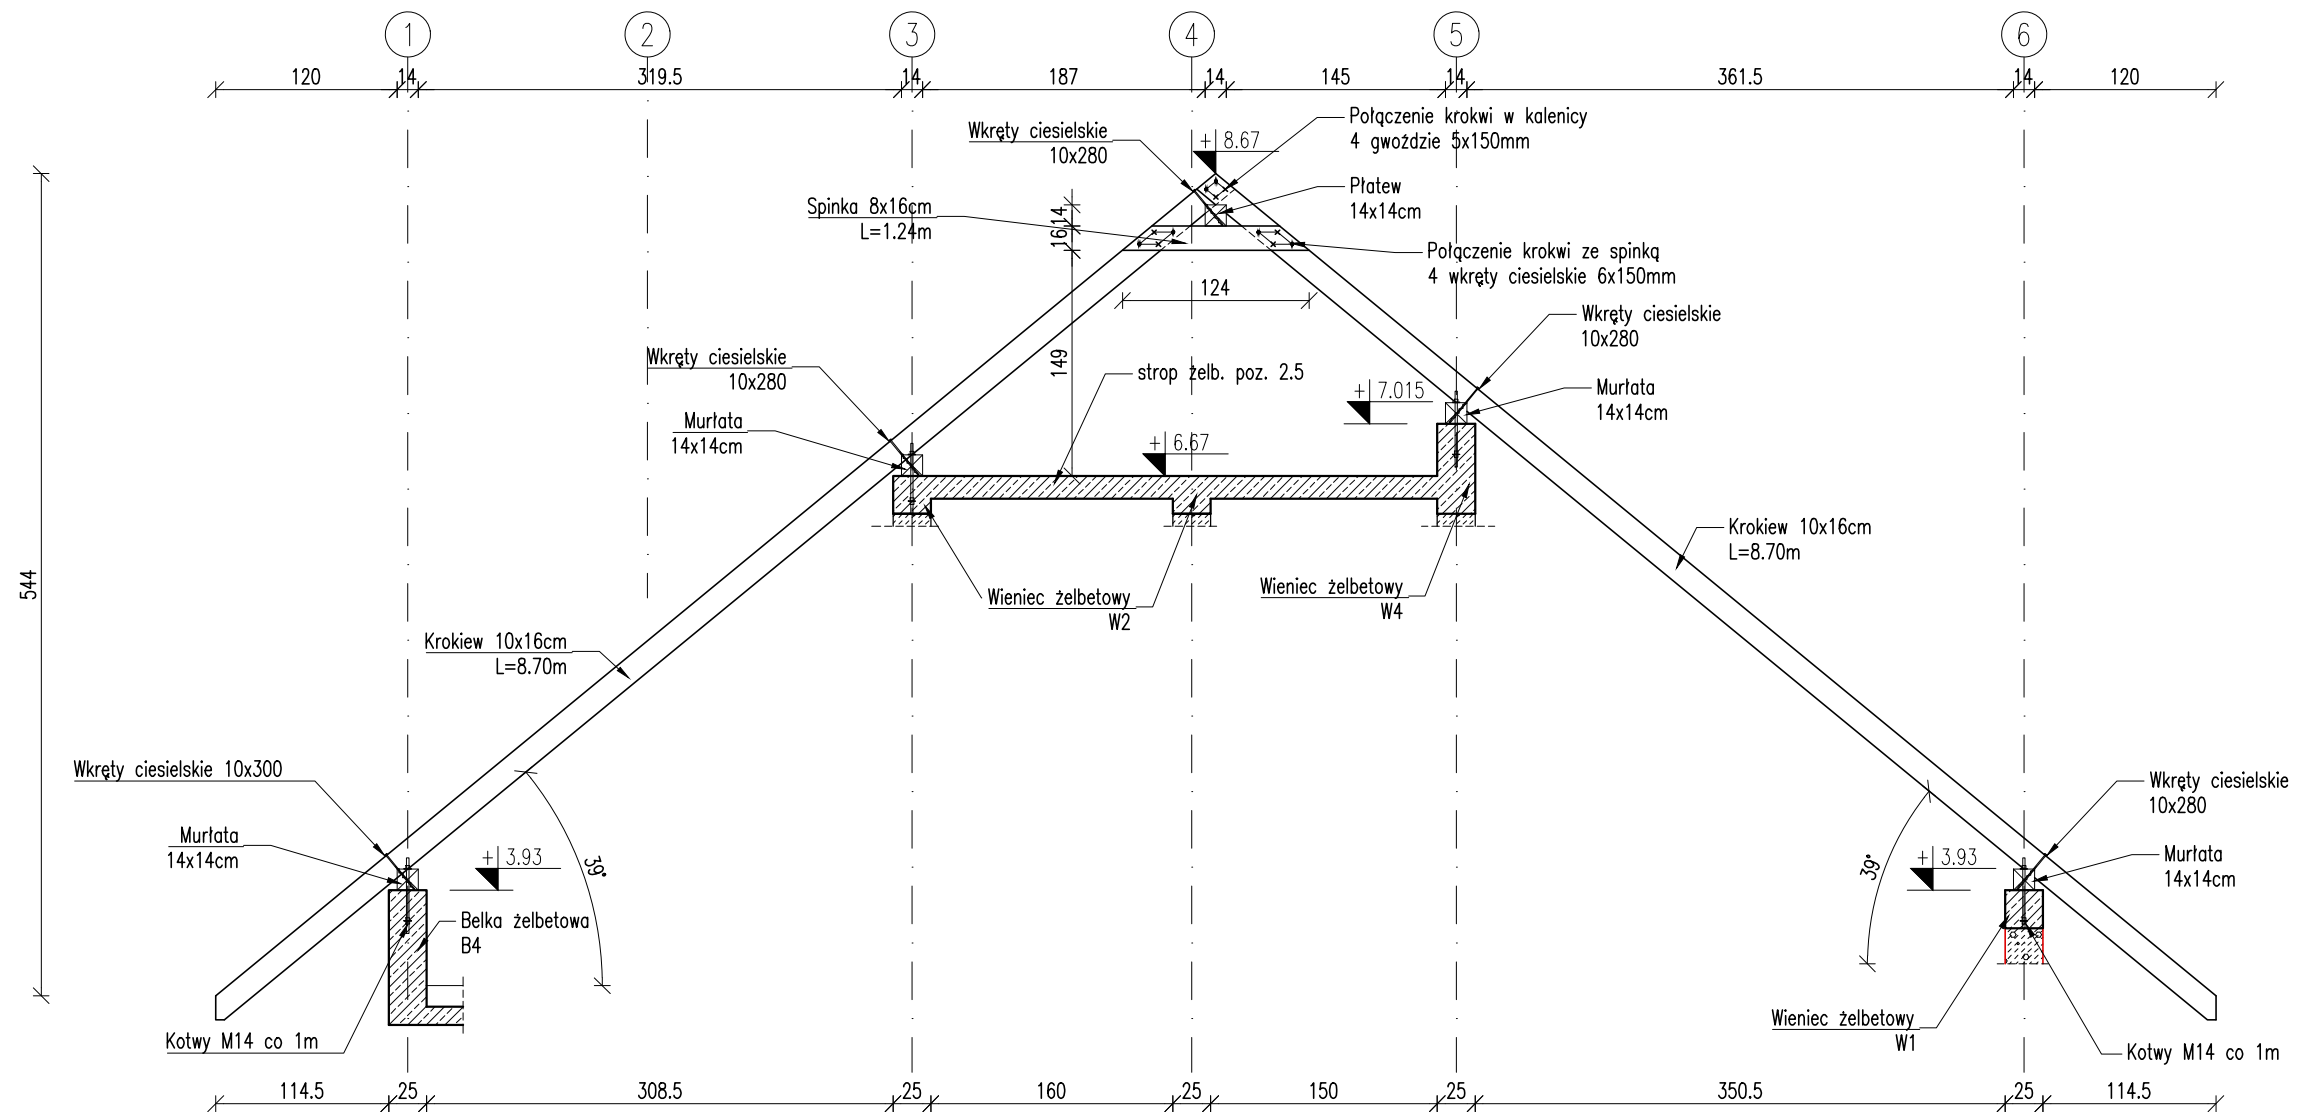 1
2
3
4
5
6
120
14
319.5
14
187
14
145
14
361.5
14
120
Wkręty ciesielskie
10x280
+ 8.67
Połączenie krokwi w kalenicy
4 gwoździe 5x150mm
Płatew
14x14cm
Spinka 8x16cm
L=1.24m
14
16
149
Połączenie krokwi ze spinką
4 wkręty ciesielskie 6x150mm
124
Wkręty ciesielskie
10x280
Wkręty ciesielskie
10x280
strop żelb. poz. 2.5
+ 7.015
Murłata
14x14cm
Murłata
14x14cm
+ 6.67
544
Krokiew 10x16cm
L=8.70m
Wieniec żelbetowy
W2
Wieniec żelbetowy
W4
Krokiew 10x16cm
L=8.70m
Wkręty ciesielskie 10x300
Wkręty ciesielskie
10x280
Murłata
14x14cm
+ 3.93
39°
39°
+ 3.93
Murłata
14x14cm
Belka żelbetowa
B4
Kotwy M14 co 1m
Wieniec żelbetowy
W1
Kotwy M14 co 1m
114.5
25
308.5
25
160
25
150
25
350.5
25
114.5